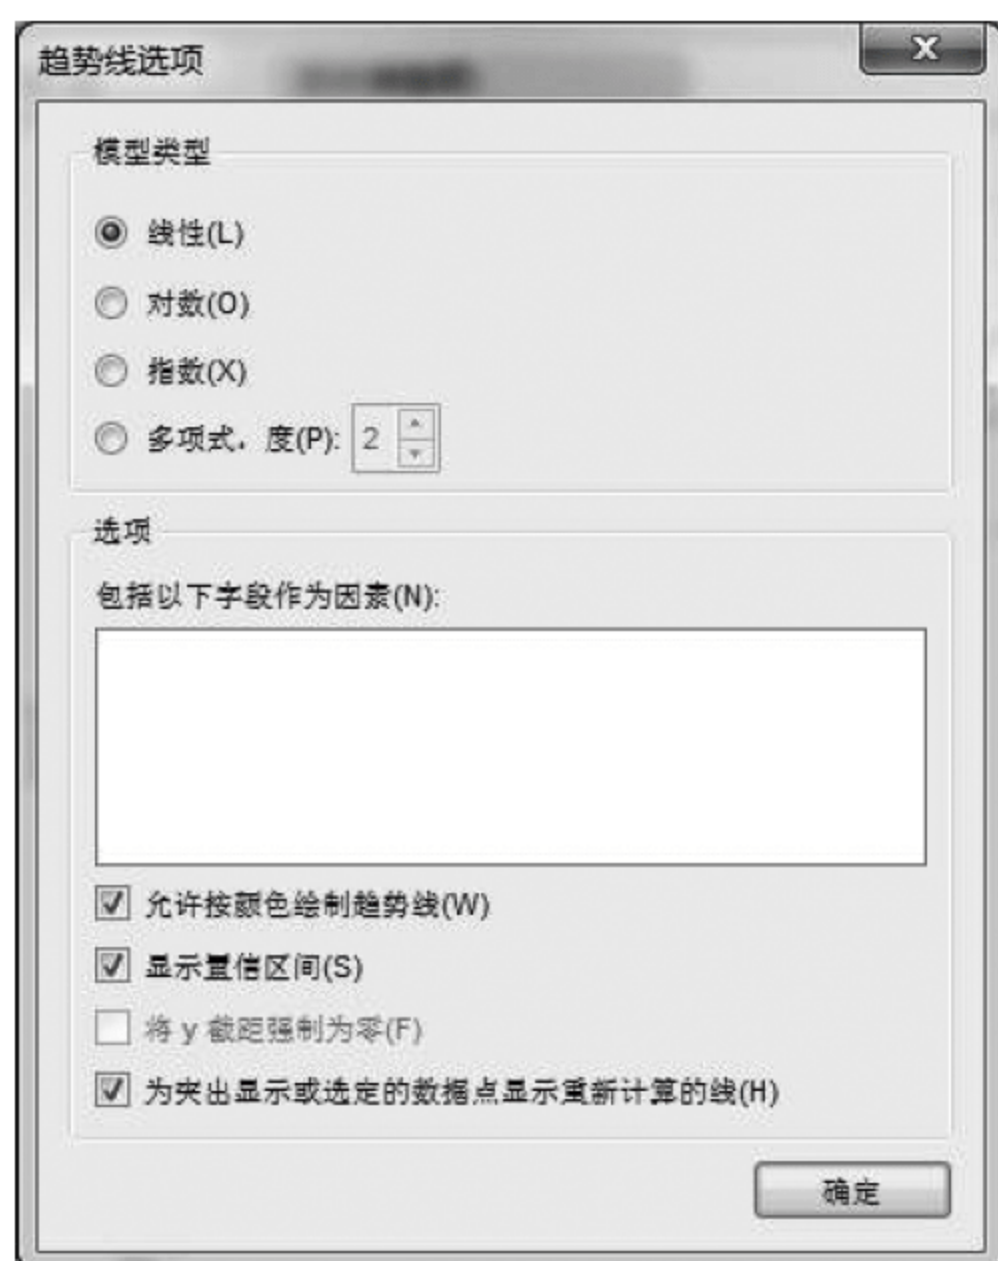 趋势线选项
模型类型
线性(L)
对数(O)
指数(X)
多项式，度(P): 2
选项
包括以下字段作为因素(N):
允许按颜色绘制趋势线(W)
显示置信区间(S)
将 y 截距强制为零(F)
为突出显示或选定的数据点显示重新计算的线(H)
确定